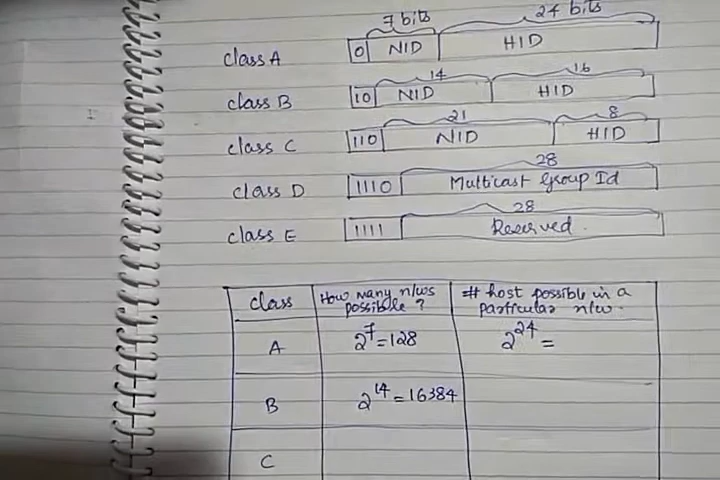 7 bits 24 bits
class A 0 NID HID
14 16
class B 10 NID HID
21 8
class C 110 NID HID
28
class D 1110 Multicast Group Id
28
class E 1111 Reserved.
class How many n/ws possible ? # host possible in a particular n/w.
A 2^7=128 2^24=
B 2^14=16384
C